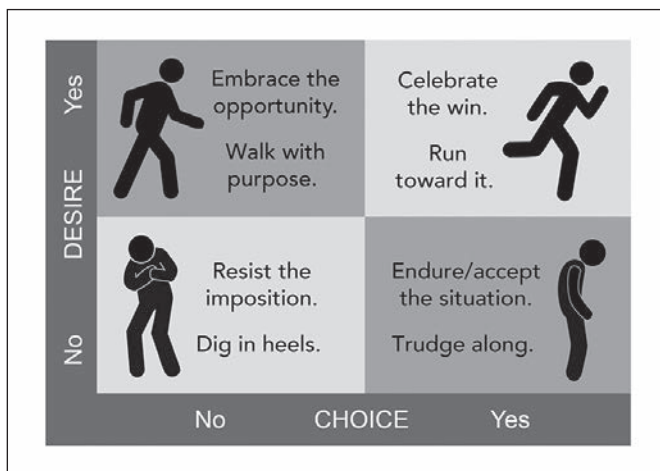 Yes
DESIRE
No
Embrace the
opportunity.
Walk with
purpose.
Celebrate
the win.
Run
toward it.
Resist the
imposition.
Dig in heels.
Endure/accept
the situation.
Trudge along.
No
CHOICE
Yes